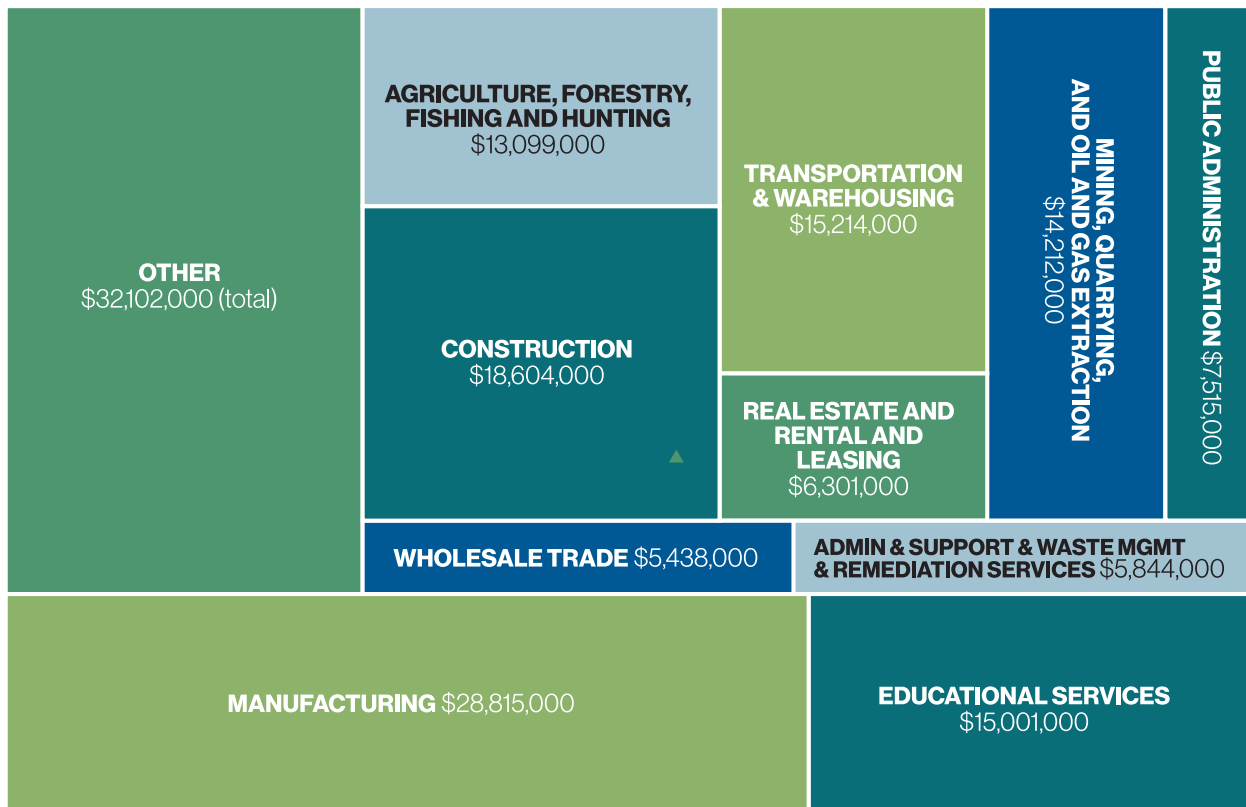 OTHER
$32,102,000 (total)
AGRICULTURE, FORESTRY,
FISHING AND HUNTING
$13,099,000
CONSTRUCTION
$18,604,000
TRANSPORTATION
& WAREHOUSING
$15,214,000
REAL ESTATE AND
RENTAL AND
LEASING
$6,301,000
MINING, QUARRYING,
AND OIL AND GAS EXTRACTION
$14,212,000
PUBLIC ADMINISTRATION $7,515,000
WHOLESALE TRADE $5,438,000
ADMIN & SUPPORT & WASTE MGMT
& REMEDIATION SERVICES $5,844,000
MANUFACTURING $28,815,000
EDUCATIONAL SERVICES
$15,001,000